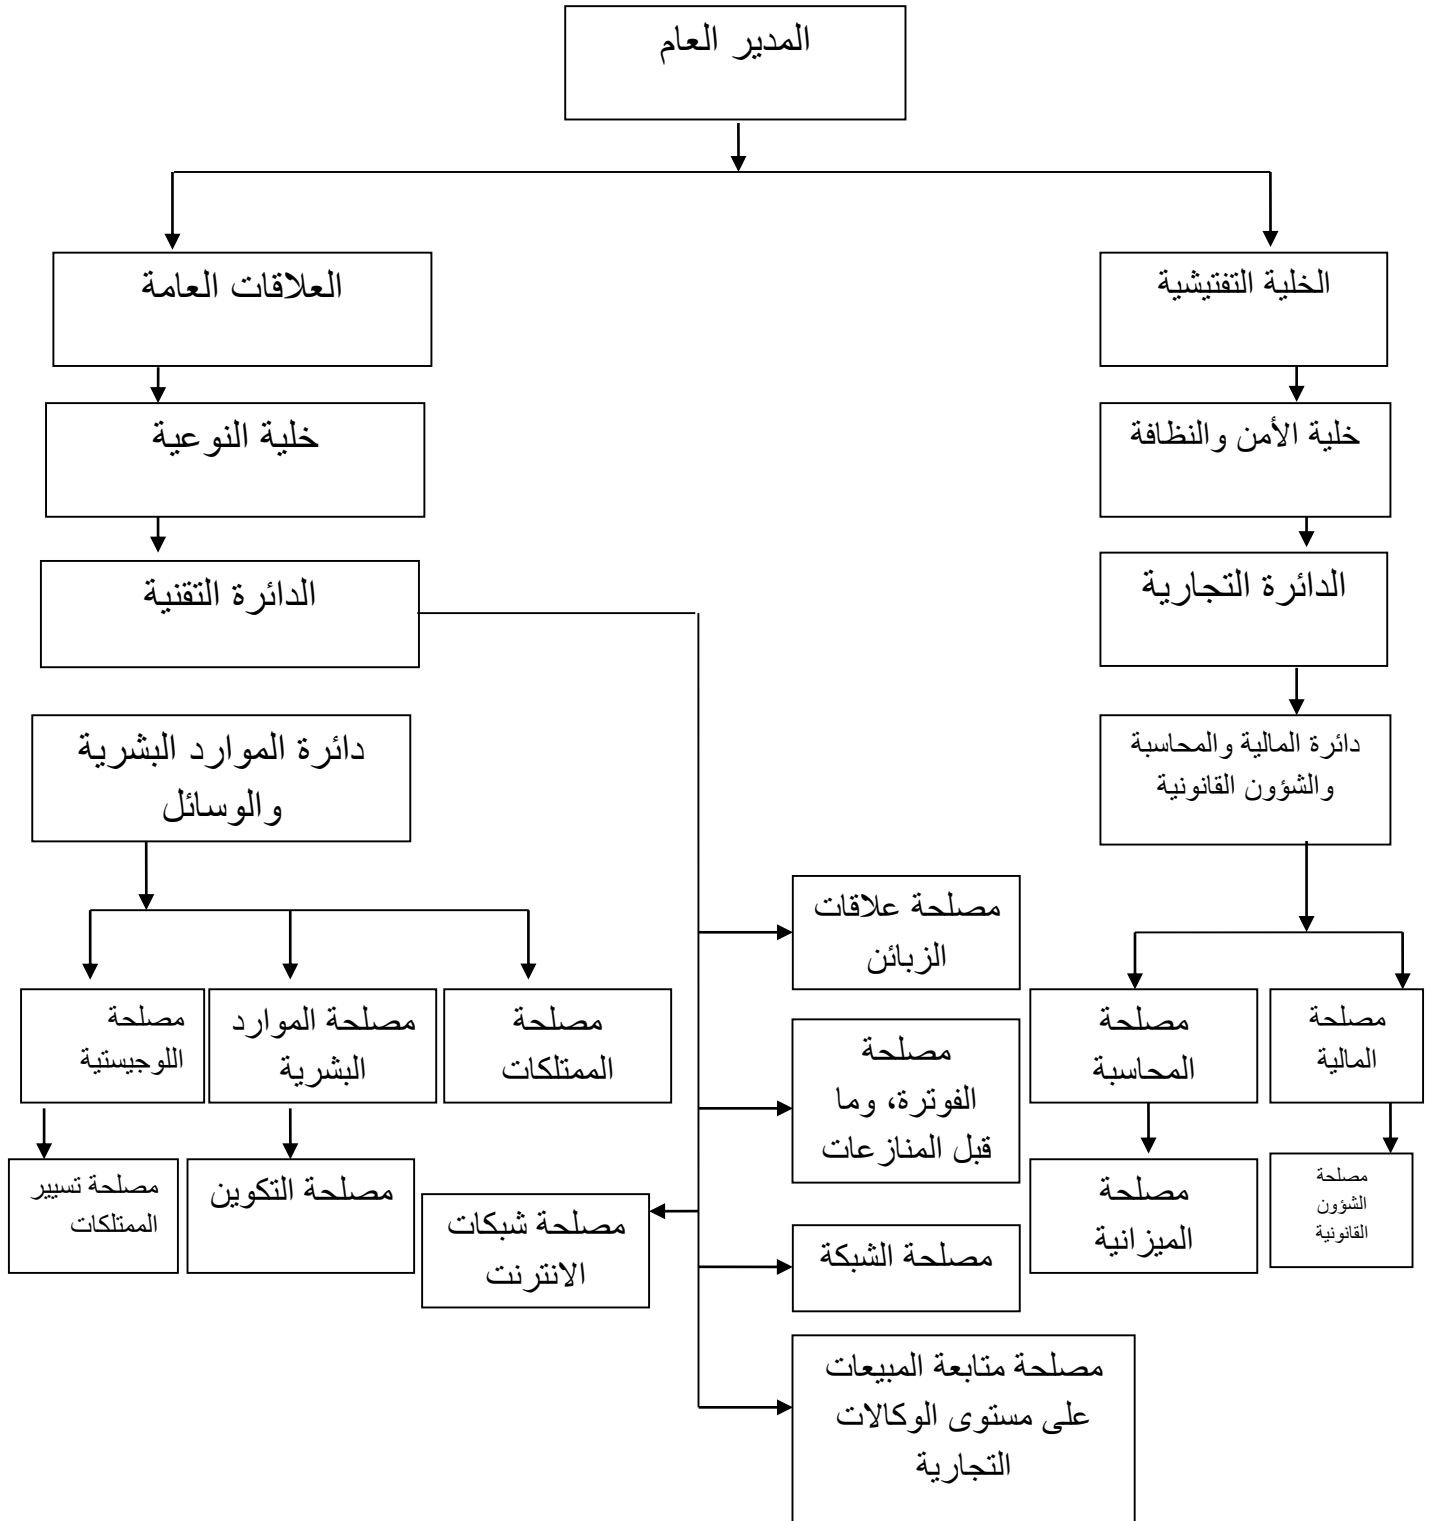 المدير العام
الخلية التفتيشية
العلاقات العامة
خلية الأمن والنظافة
خلية النوعية
الدائرة التجارية
الدائرة التقنية
دائرة المالية والمحاسبة
والشؤون القانونية
دائرة الموارد البشرية
والوسائل
مصلحة علاقات
الزبائن
مصلحة
المالية
مصلحة
المحاسبة
مصلحة
الفوترة، وما
قبل المنازعات
مصلحة
الممتلكات
مصلحة الموارد
البشرية
مصلحة
اللوجيستية
مصلحة
الشؤون
القانونية
مصلحة
الميزانية
مصلحة الشبكة
مصلحة شبكات
الانترنت
مصلحة التكوين
مصلحة تسيير
الممتلكات
مصلحة متابعة المبيعات
على مستوى الوكالات
التجارية